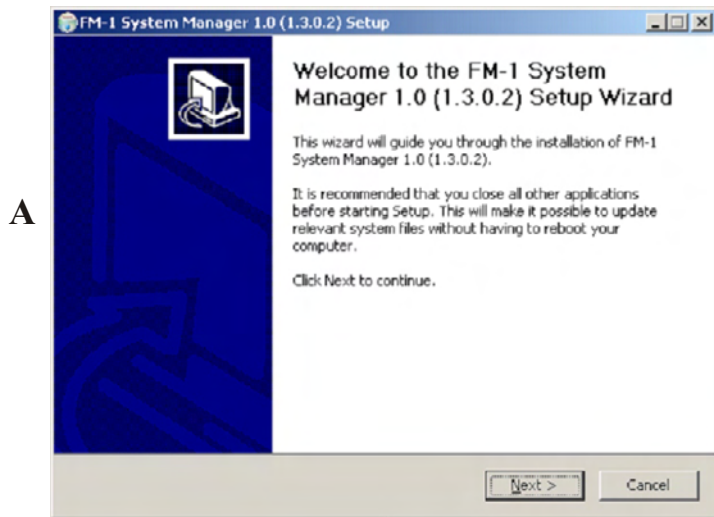 FM-1 System Manager 1.0 (1.3.0.2) Setup
Welcome to the FM-1 System
Manager 1.0 (1.3.0.2) Setup Wizard
This wizard will guide you through the installation of FM-1
System Manager 1.0 (1.3.0.2).
It is recommended that you close all other applications
before starting Setup. This will make it possible to update
relevant system files without having to reboot your
computer.
A
Click Next to continue.
Next >
Cancel